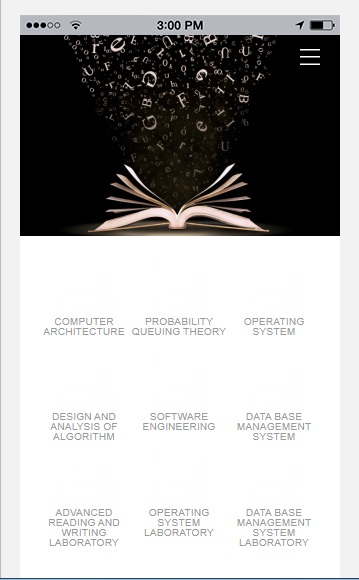 3:00 PM
COMPUTER
ARCHITECTURE
PROBABILITY
QUEUING THEORY
OPERATING
SYSTEM
DESIGN AND
ANALYSIS OF
ALGORITHM
SOFTWARE
ENGINEERING
DATA BASE
MANAGEMENT
SYSTEM
ADVANCED
READING AND
WRITING
LABORATORY
OPERATING
SYSTEM
LABORATORY
DATA BASE
MANAGEMENT
SYSTEM
LABORATORY